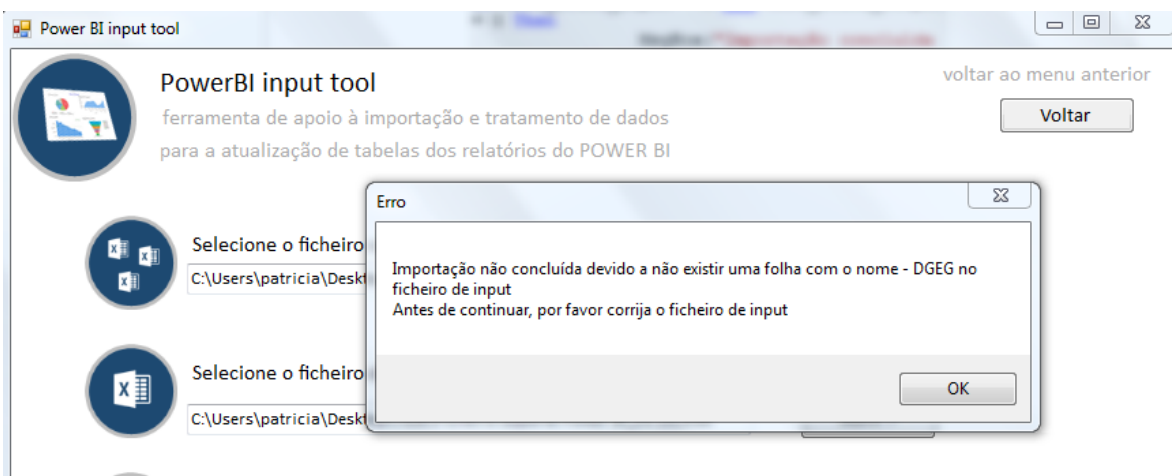 Power BI input tool
PowerBI input tool
voltar ao menu anterior
ferramenta de apoio à importação e tratamento de dados
Voltar
para a atualização de tabelas dos relatórios do POWER BI
Erro
Selecione o ficheiro
C:\Users\patricia\Deskt
Importação não concluída devido a não existir uma folha com o nome - DGEG no
ficheiro de input
Antes de continuar, por favor corrija o ficheiro de input
Selecione o ficheiro
OK
C:\Users\patricia\Deskt